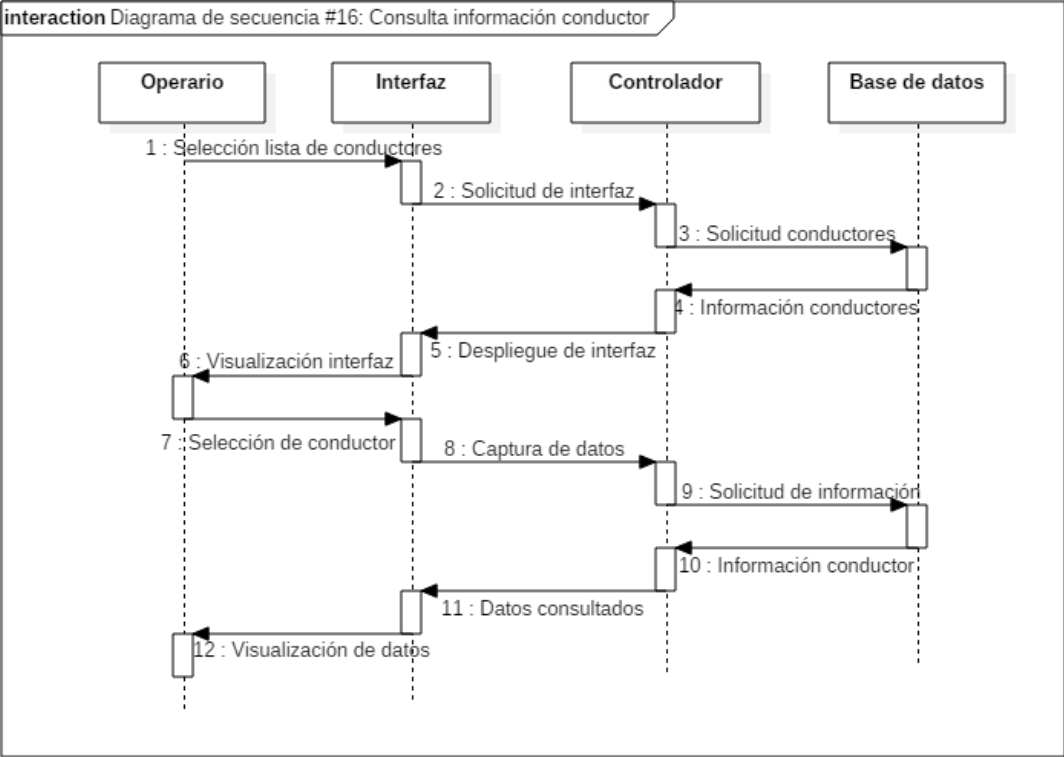 interaction Diagrama de secuencia #16: Consulta información conductor
Operario
Interfaz
Controlador
Base de datos
1 : Selección lista de conductores
2 : Solicitud de interfaz
3 : Solicitud conductores
4 : Información conductores
5 : Despliegue de interfaz
6 : Visualización interfaz
7 : Selección de conductor
8 : Captura de datos
9 : Solicitud de información
10 : Información conductor
11 : Datos consultados
12 : Visualización de datos